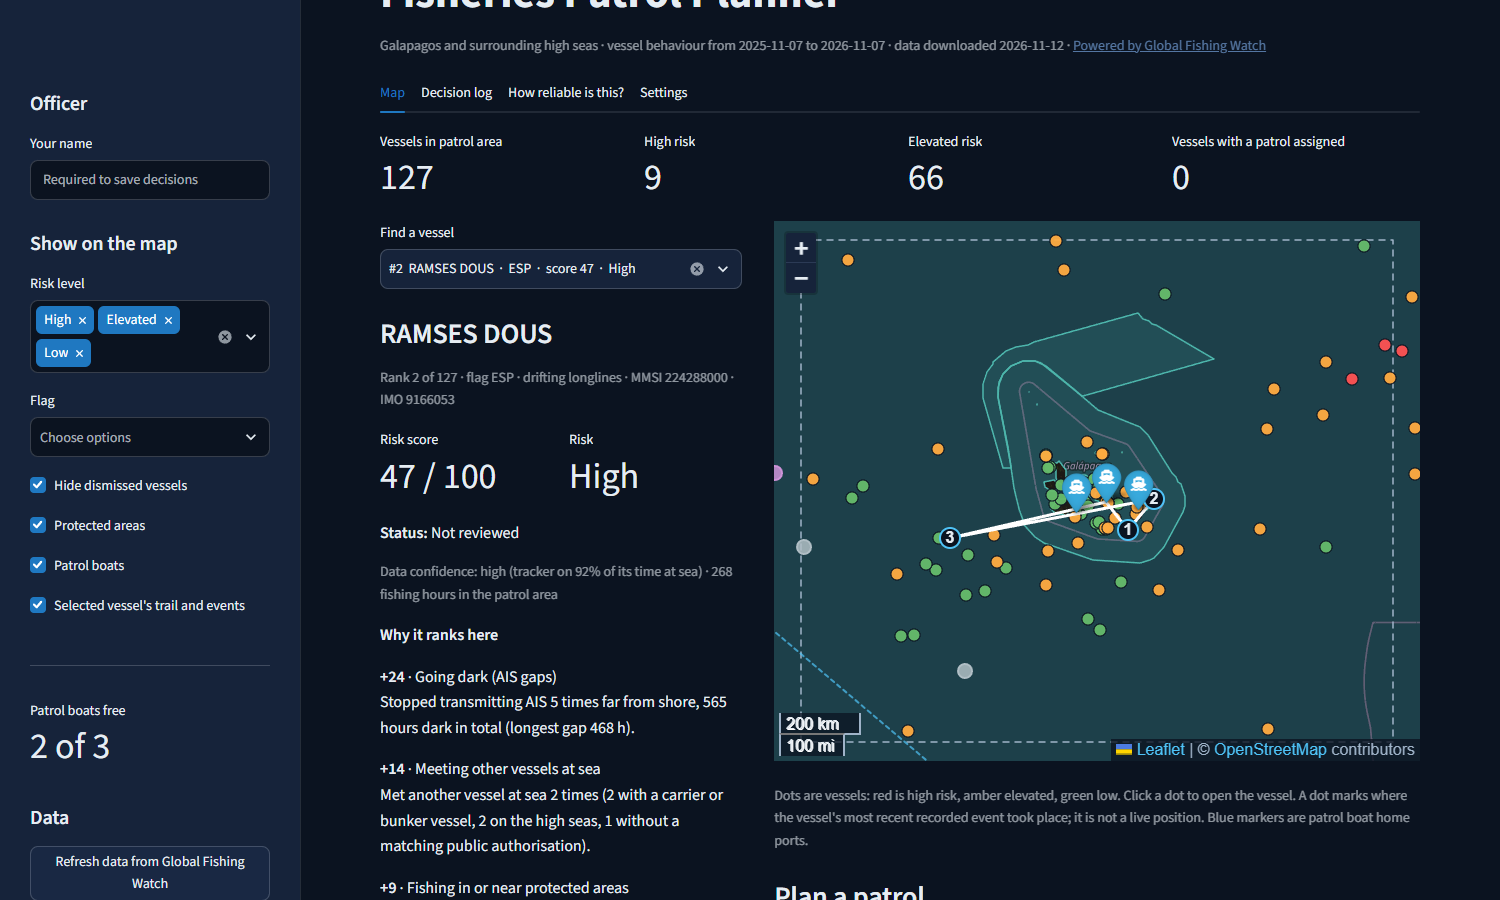 Fisheries Patrol Planner
Galapagos and surrounding high seas · vessel behaviour from 2025-11-07 to 2026-11-07 · data downloaded 2026-11-12 · Powered by Global Fishing Watch
Officer
Your name
Required to save decisions
Show on the map
Risk level
High ×
Elevated ×
Low ×
Flag
Choose options
Hide dismissed vessels
Protected areas
Patrol boats
Selected vessel's trail and events
Patrol boats free
2 of 3
Data
Refresh data from Global Fishing
Watch
Map
Decision log
How reliable is this?
Settings
Vessels in patrol area
127
High risk
9
Elevated risk
66
Vessels with a patrol assigned
0
Find a vessel
#2 RAMSES DOUS · ESP · score 47 · High
RAMSES DOUS
Rank 2 of 127 · flag ESP · drifting longlines · MMSI 224288000 ·
IMO 9166053
Risk score
47 / 100
Risk
High
Status: Not reviewed
Data confidence: high (tracker on 92% of its time at sea) · 268
fishing hours in the patrol area
Why it ranks here
+24 · Going dark (AIS gaps)
Stopped transmitting AIS 5 times far from shore, 565
hours dark in total (longest gap 468 h).
+14 · Meeting other vessels at sea
Met another vessel at sea 2 times (2 with a carrier or
bunker vessel, 2 on the high seas, 1 without a
matching public authorisation).
+9 · Fishing in or near protected areas
+
−
2
1
3
200 km
100 mi
Leaflet | © OpenStreetMap contributors
Dots are vessels: red is high risk, amber elevated, green low. Click a dot to open the vessel. A dot marks where
the vessel's most recent recorded event took place; it is not a live position. Blue markers are patrol boat home
ports.
Plan a patrol